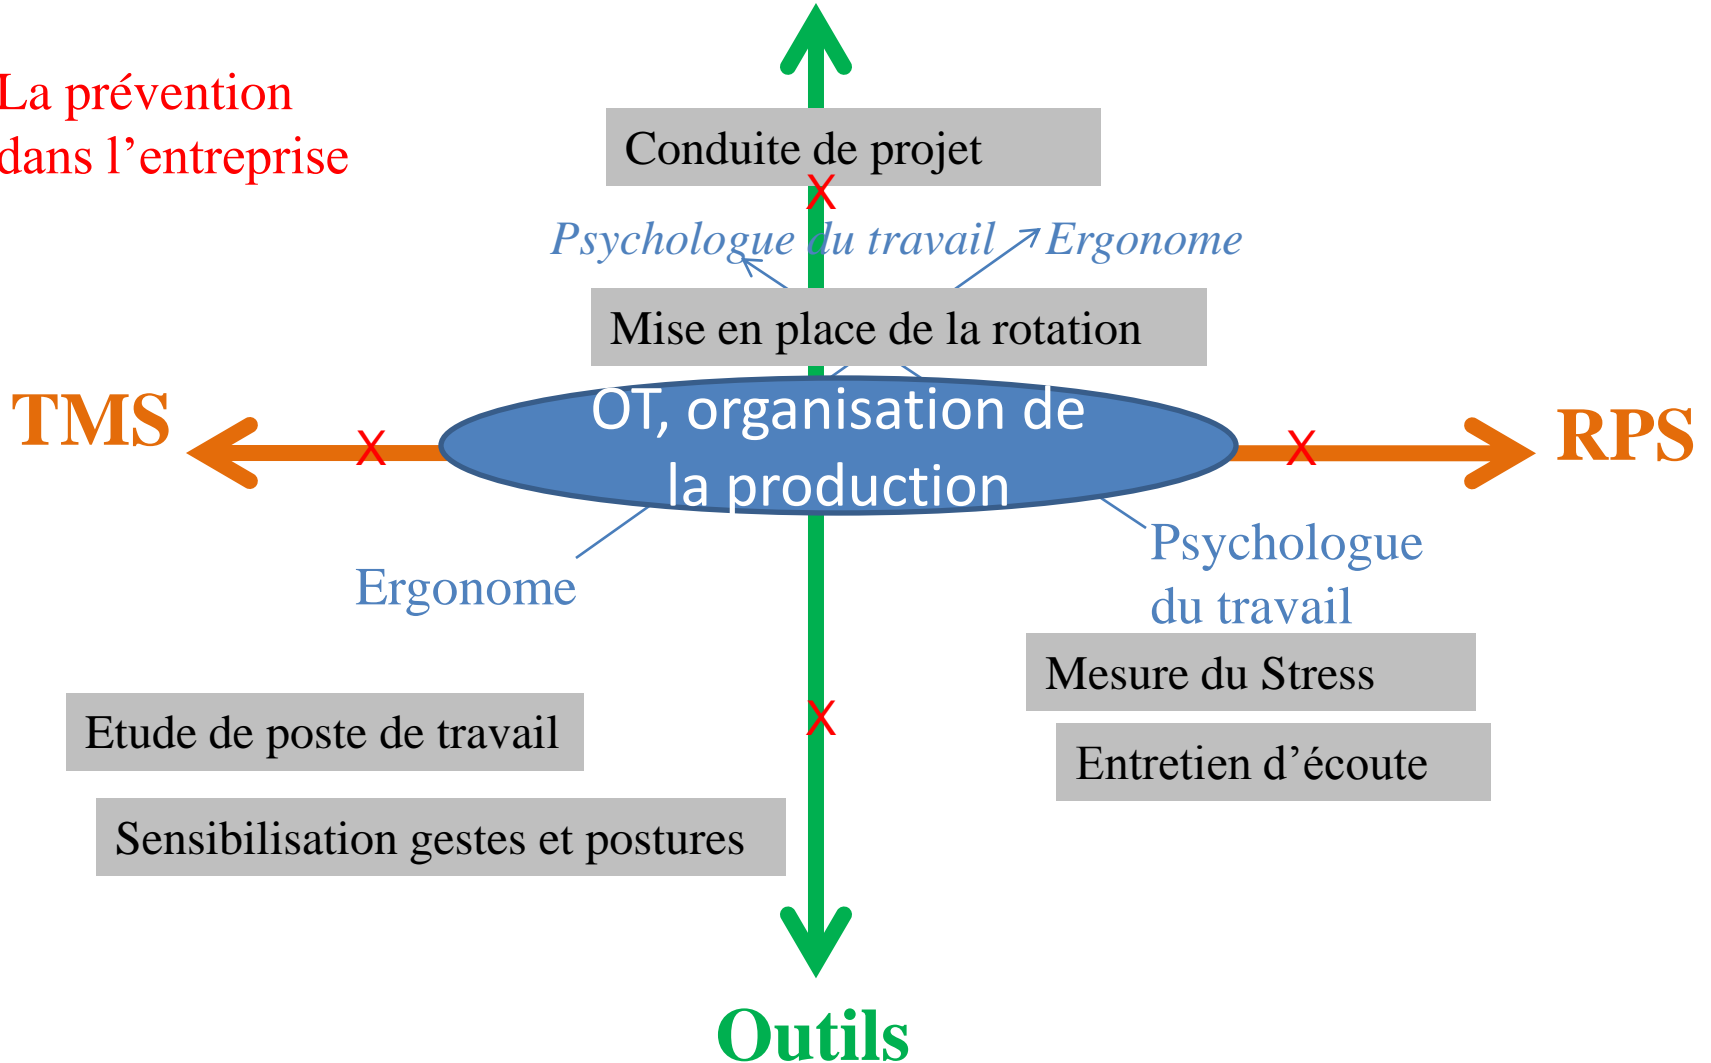 La prévention
dans l’entreprise
Conduite de projet
X
Psychologue du travail
Ergonome
Mise en place de la rotation
TMS
X
OT, organisation de
la production
X
RPS
Ergonome
Psychologue
du travail
Mesure du Stress
Etude de poste de travail
X
Entretien d’écoute
Sensibilisation gestes et postures
Outils